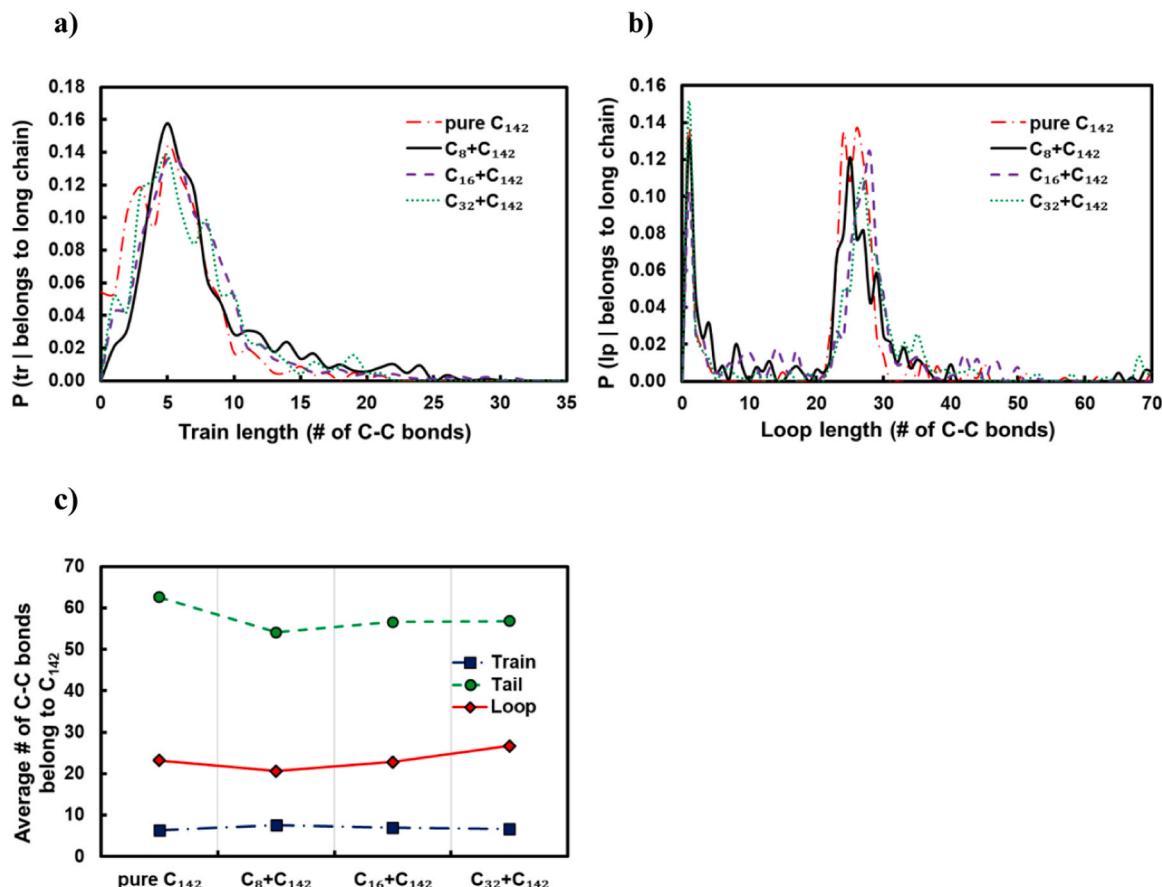 a)
P (tr | belongs to long chain)
0.18
0.16
0.14
0.12
0.10
0.08
0.06
0.04
0.02
0.00
pure C₁₄₂
C₈+C₁₄₂
C₁₆+C₁₄₂
C₃₂+C₁₄₂
0 5 10 15 20 25 30 35
Train length (# of C-C bonds)
b)
P (lp | belongs to long chain)
0.16
0.14
0.12
0.10
0.08
0.06
0.04
0.02
0.00
pure C₁₄₂
C₈+C₁₄₂
C₁₆+C₁₄₂
C₃₂+C₁₄₂
0 10 20 30 40 50 60 70
Loop length (# of C-C bonds)
c)
Average # of C-C bonds
belong to C₁₄₂
70
60
50
40
30
20
10
0
Train
Tail
Loop
pure C₁₄₂ C₈+C₁₄₂ C₁₆+C₁₄₂ C₃₂+C₁₄₂